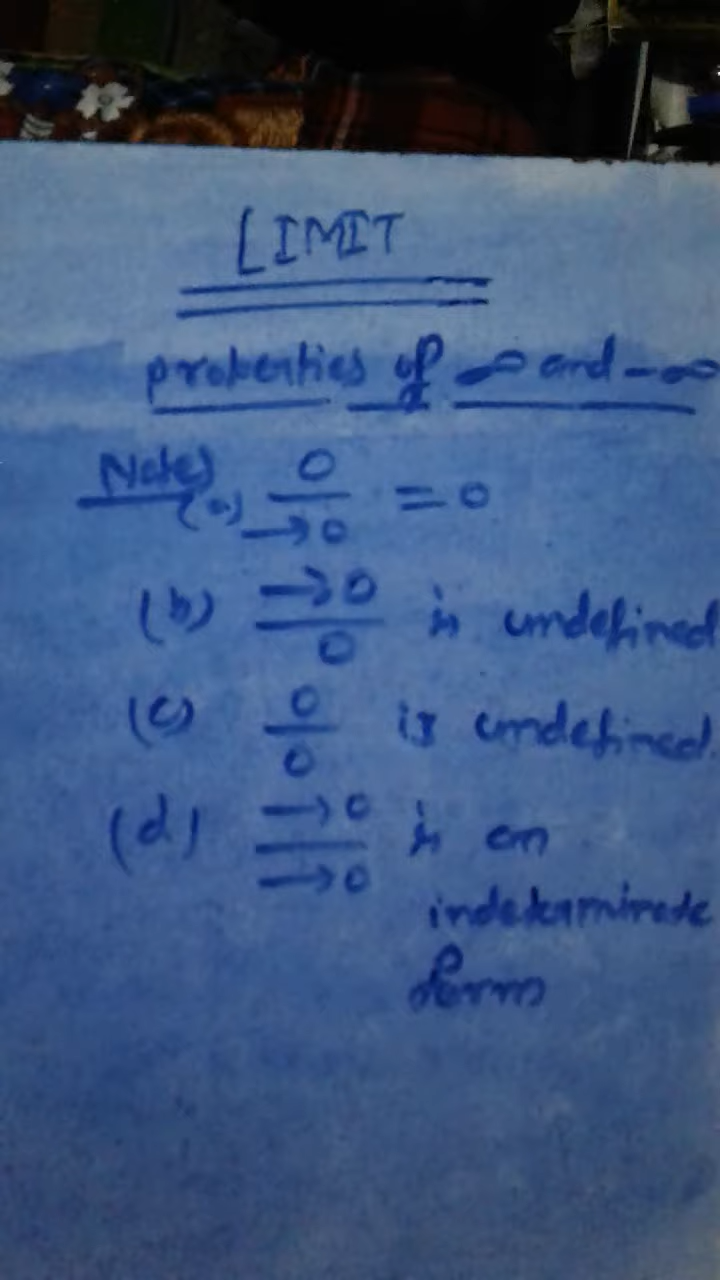 LIMIT
properties of ∞ and -∞
Notes
(a) 0/→0 = 0
(b) →0/0 is undefined
(c) 0/0 is undefined.
(d) →0/→0 is an
indeterminate
form